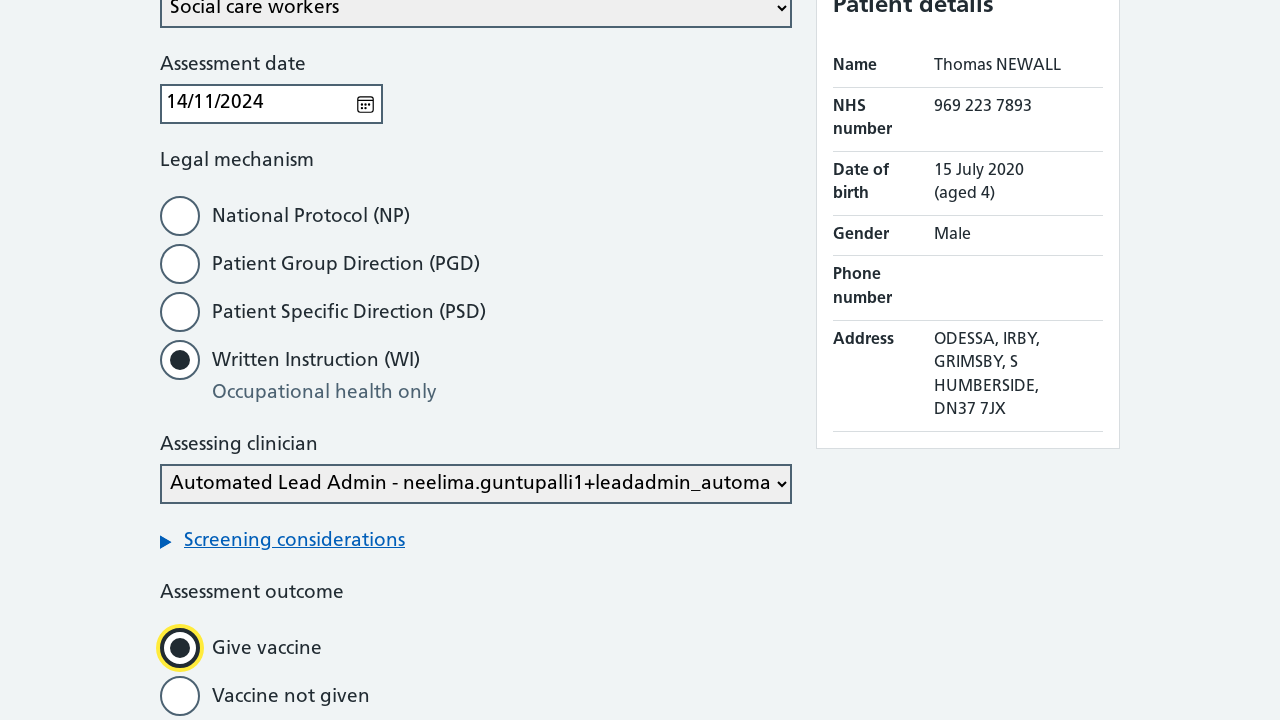 Social care workers
Assessment date
14/11/2024
Legal mechanism
National Protocol (NP)
Patient Group Direction (PGD)
Patient Specific Direction (PSD)
Written Instruction (WI)
Occupational health only
Assessing clinician
Automated Lead Admin - neelima.guntupalli1+leadadmin_automa
Screening considerations
Assessment outcome
Give vaccine
Vaccine not given
Patient details
Name Thomas NEWALL
NHS number 969 223 7893
Date of birth 15 July 2020 (aged 4)
Gender Male
Phone number
Address ODESSA, IRBY,
GRIMSBY, S
HUMBERSIDE,
DN37 7JX